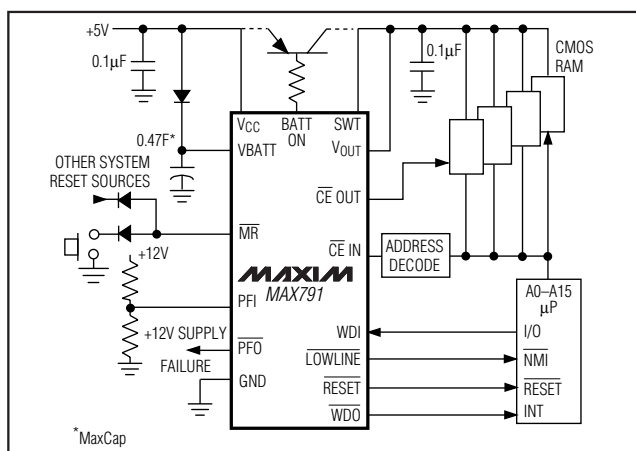 +5V
0.1µF
0.1µF
CMOS
RAM
0.47F*
VCC
BATT
ON
SWT
VBATT
VOUT
OTHER SYSTEM
RESET SOURCES
CE OUT
MR
CE IN
ADDRESS
DECODE
+12V
MAXIM
MAX791
PFI
A0–A15
µP
+12V SUPPLY
FAILURE
PFO
WDI
I/O
LOWLINE
NMI
GND
RESET
RESET
WDO
INT
*MaxCap